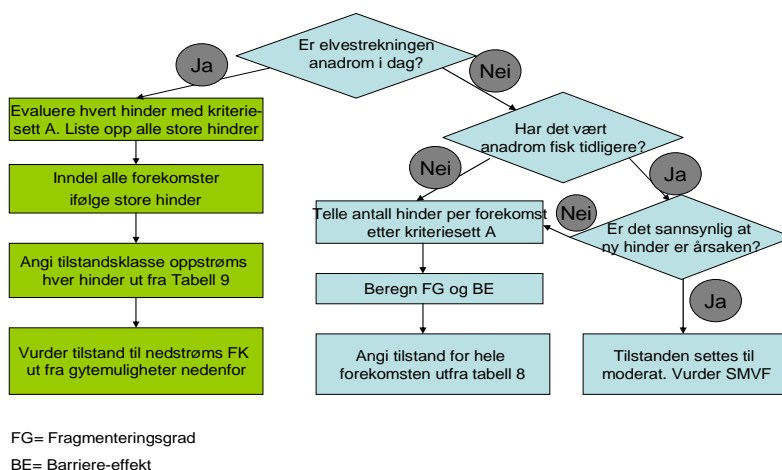 Er elvestrekningen
anadrom i dag?
Ja
Nei
Evaluere hvert hinder med kriterie-
sett A. Liste opp alle store hindrer
Har det vært
anadrom fisk tidligere?
Nei
Ja
Inndel alle forekomster
ifølge store hinder
Telle antall hinder per forekomst
etter kriteriesett A
Nei
Er det sannsynlig at
ny hinder er årsaken?
Angi tilstandsklasse oppstrøms
hver hinder ut fra Tabell 9
Beregn FG og BE
Ja
Vurder tilstand til nedstrøms FK
ut fra gytemuligheter nedenfor
Angi tilstand for hele
forekomsten utfra tabell 8
Tilstanden settes til
moderat. Vurder SMVF
FG= Fragmenteringsgrad
BE= Barriere-effekt